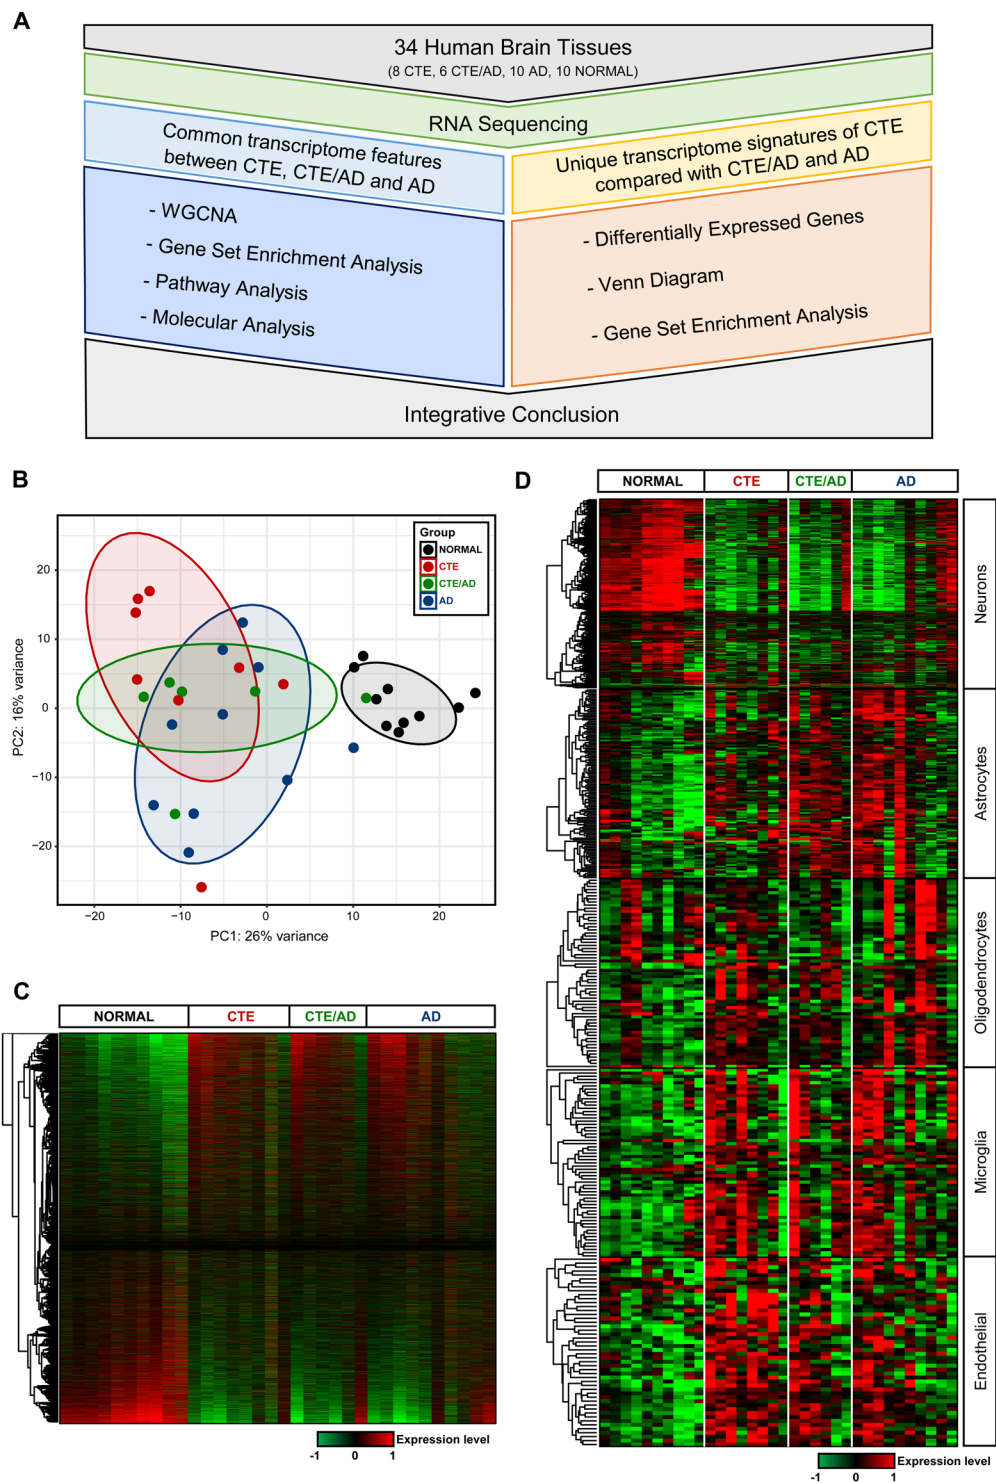 A
34 Human Brain Tissues
(8 CTE, 6 CTE/AD, 10 AD, 10 NORMAL)
RNA Sequencing
Common transcriptome features
between CTE, CTE/AD and AD
Unique transcriptome signatures of CTE
compared with CTE/AD and AD
- WGCNA
- Gene Set Enrichment Analysis
- Pathway Analysis
- Molecular Analysis
- Differentially Expressed Genes
- Venn Diagram
- Gene Set Enrichment Analysis
Integrative Conclusion
B
Group
NORMAL
CTE
CTE/AD
AD
PC2: 16% variance
20
10
0
−10
−20
−20
−10
0
10
20
PC1: 26% variance
C
NORMAL
CTE
CTE/AD
AD
Expression level
-1
0
1
D
NORMAL
CTE
CTE/AD
AD
Neurons
Astrocytes
Oligodendrocytes
Microglia
Endothelial
Expression level
-1
0
1